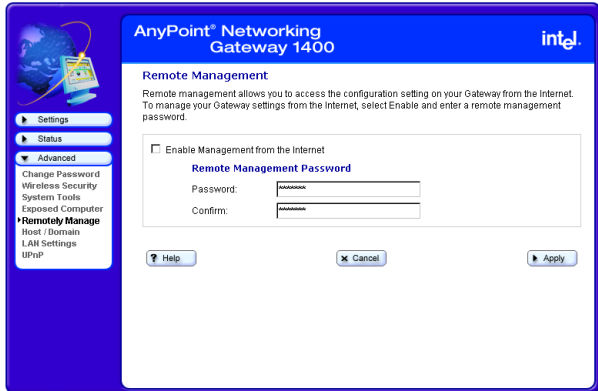 AnyPoint® Networking
Gateway 1400
intel.
Settings
Status
Advanced
Change Password
Wireless Security
System Tools
Exposed Computer
Remotely Manage
Host / Domain
LAN Settings
UPnP
Remote Management
Remote management allows you to access the configuration setting on your Gateway from the Internet.
To manage your Gateway settings from the Internet, select Enable and enter a remote management
password.
Enable Management from the Internet
Remote Management Password
Password: *******
Confirm: *******
? Help
Cancel
Apply